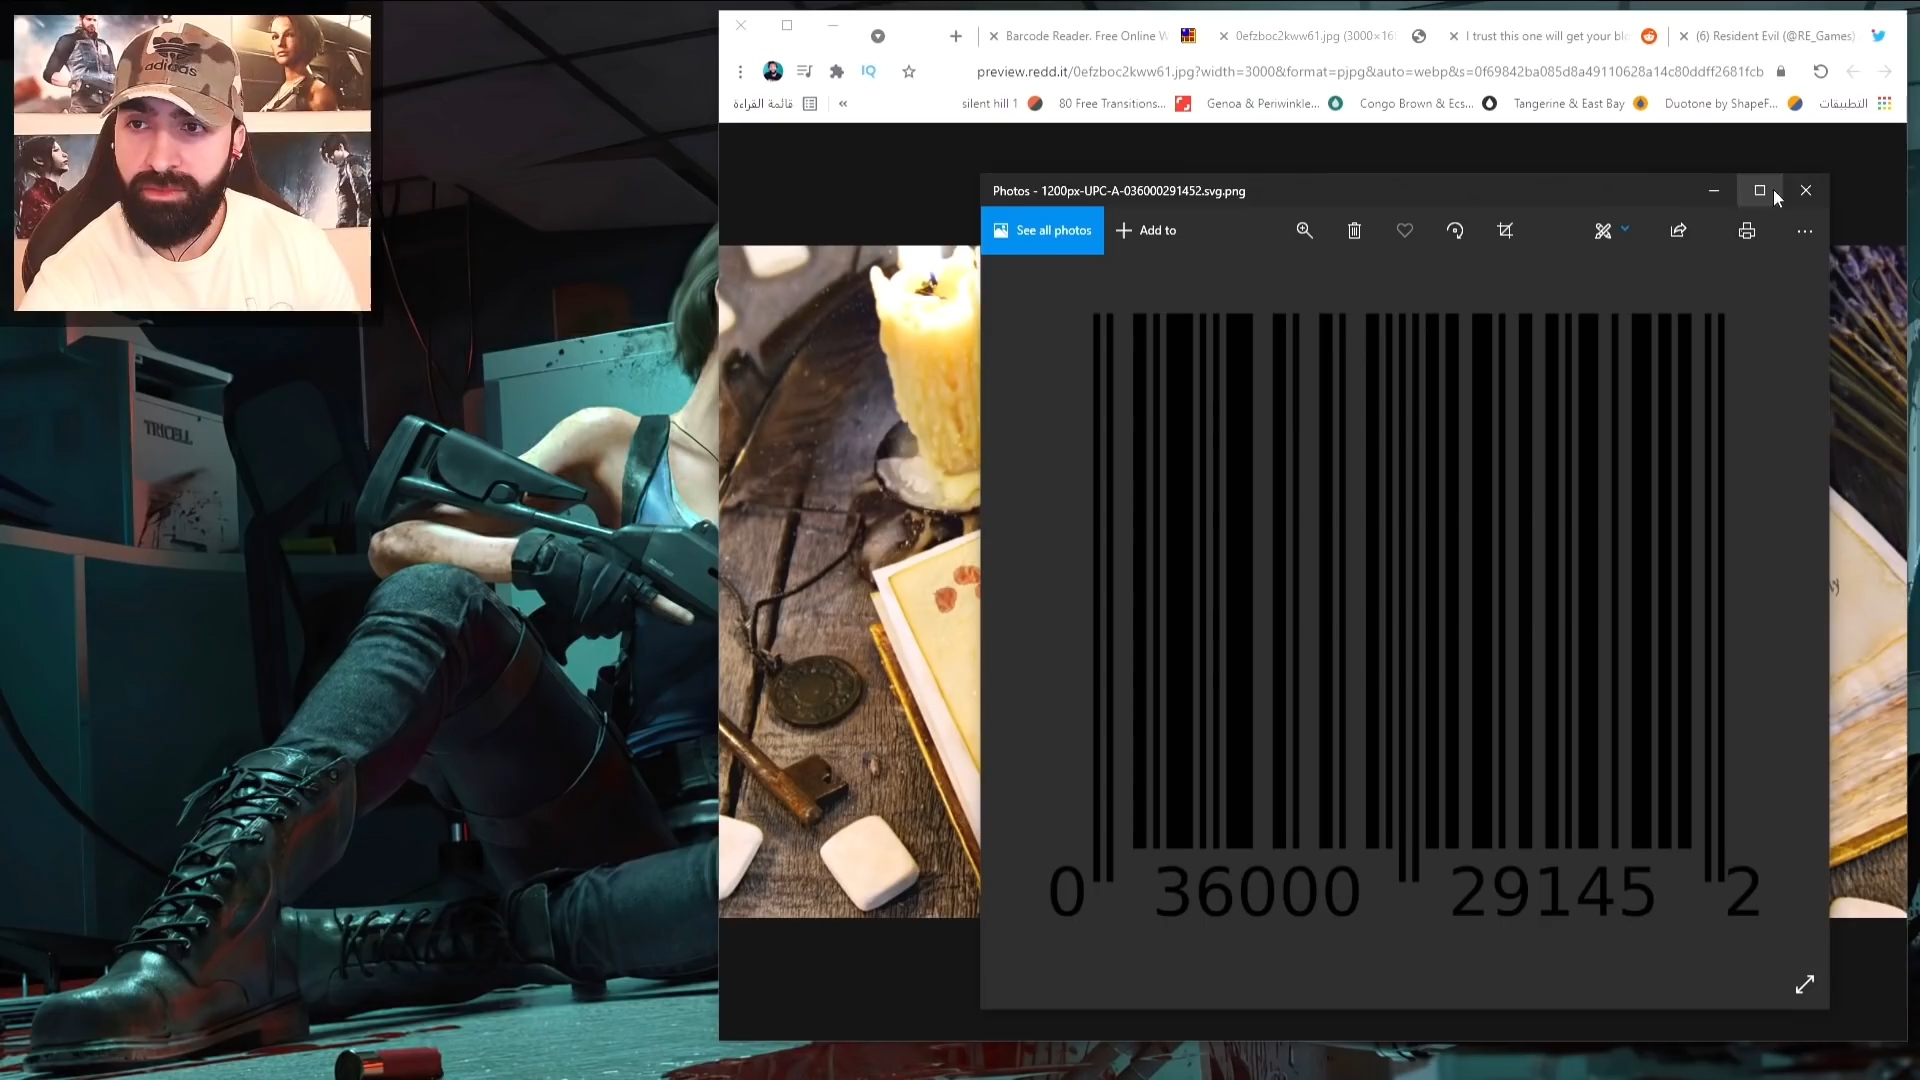 adidas
TRICELL
Barcode Reader. Free Online W
0efzboc2kww61.jpg (3000×16
I trust this one will get your blo
(6) Resident Evil (@RE_Games)
IQ
preview.redd.it/0efzboc2kww61.jpg?width=3000&format=pjpg&auto=webp&s=0f69842ba085d8a49110628a14c80ddff2681fcb
قائمة القراءة
«
silent hill 1
80 Free Transitions...
Genoa & Periwinkle...
Congo Brown & Ecs...
Tangerine & East Bay
Duotone by ShapeF...
التطبيقات
Photos - 1200px-UPC-A-036000291452.svg.png
See all photos
Add to
0 36000 29145 2